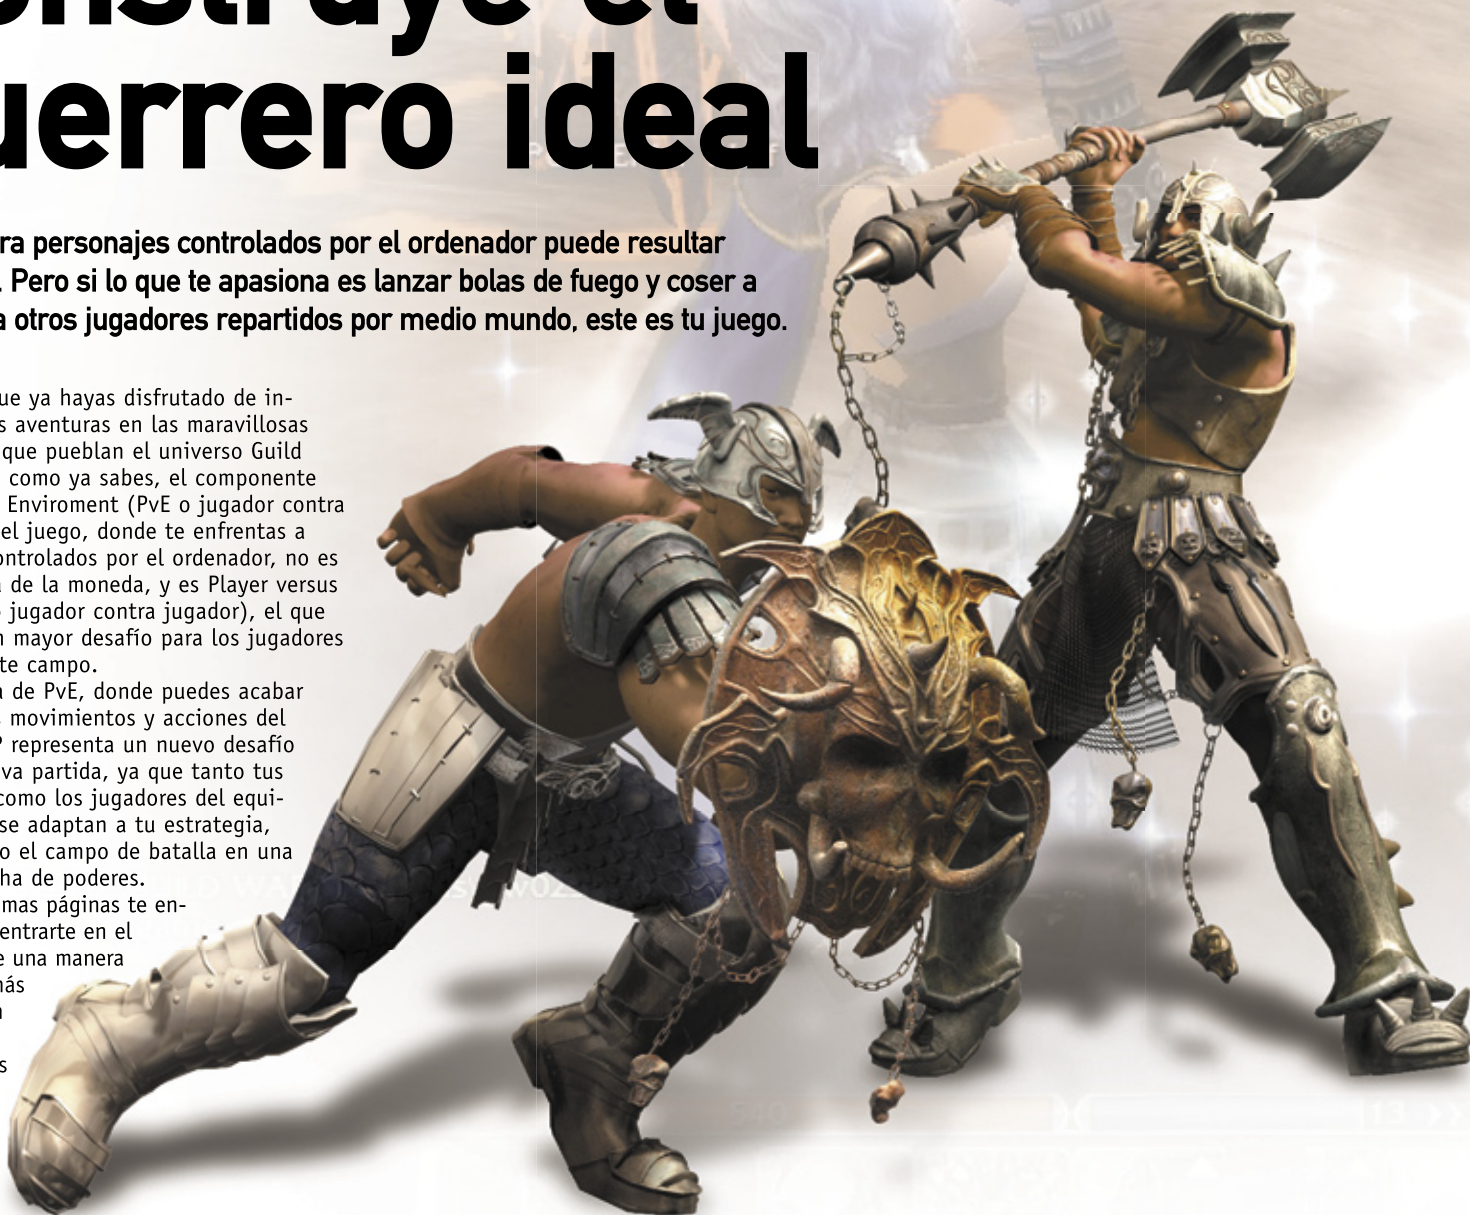 onstruye el
uerrero ideal
ra personajes controlados por el ordenador puede resultar
. Pero si lo que te apasiona es lanzar bolas de fuego y coser a
a otros jugadores repartidos por medio mundo, este es tu juego.
ue ya hayas disfrutado de in-
s aventuras en las maravillosas
que pueblan el universo Guild
como ya sabes, el componente
Enviroment (PvE o jugador contra
el juego, donde te enfrentas a
ontrolados por el ordenador, no es
a de la moneda, y es Player versus
o jugador contra jugador), el que
n mayor desafío para los jugadores
te campo.
a de PvE, donde puedes acabar
s movimientos y acciones del
P representa un nuevo desafío
va partida, ya que tanto tus
como los jugadores del equi-
se adaptan a tu estrategia,
o el campo de batalla en una
ha de poderes.
mas páginas te en-
entrarte en el
e una manera
más
n
s